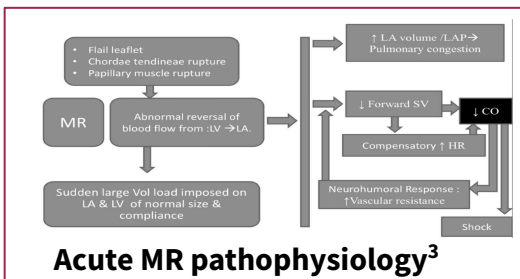 • Flail leaflet
• Chordae tendineae rupture
• Papillary muscle rupture
MR
Abnormal reversal of
blood flow from :LV →LA.
Sudden large Vol load imposed on
LA & LV of normal size &
compliance
↑ LA volume /LAP→
Pulmonary congestion
↓ Forward SV
↓ CO
Compensatory ↑ HR
Neurohumoral Response :
↑Vascular resistance
Shock
Acute MR pathophysiology³